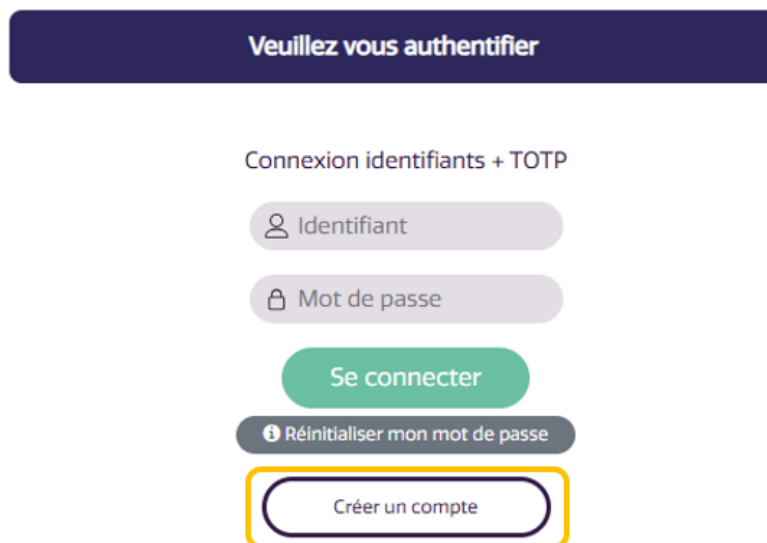 Veuillez vous authentifier
Connexion identifiants + TOTP
Identifiant
Mot de passe
Se connecter
Réinitialiser mon mot de passe
Créer un compte